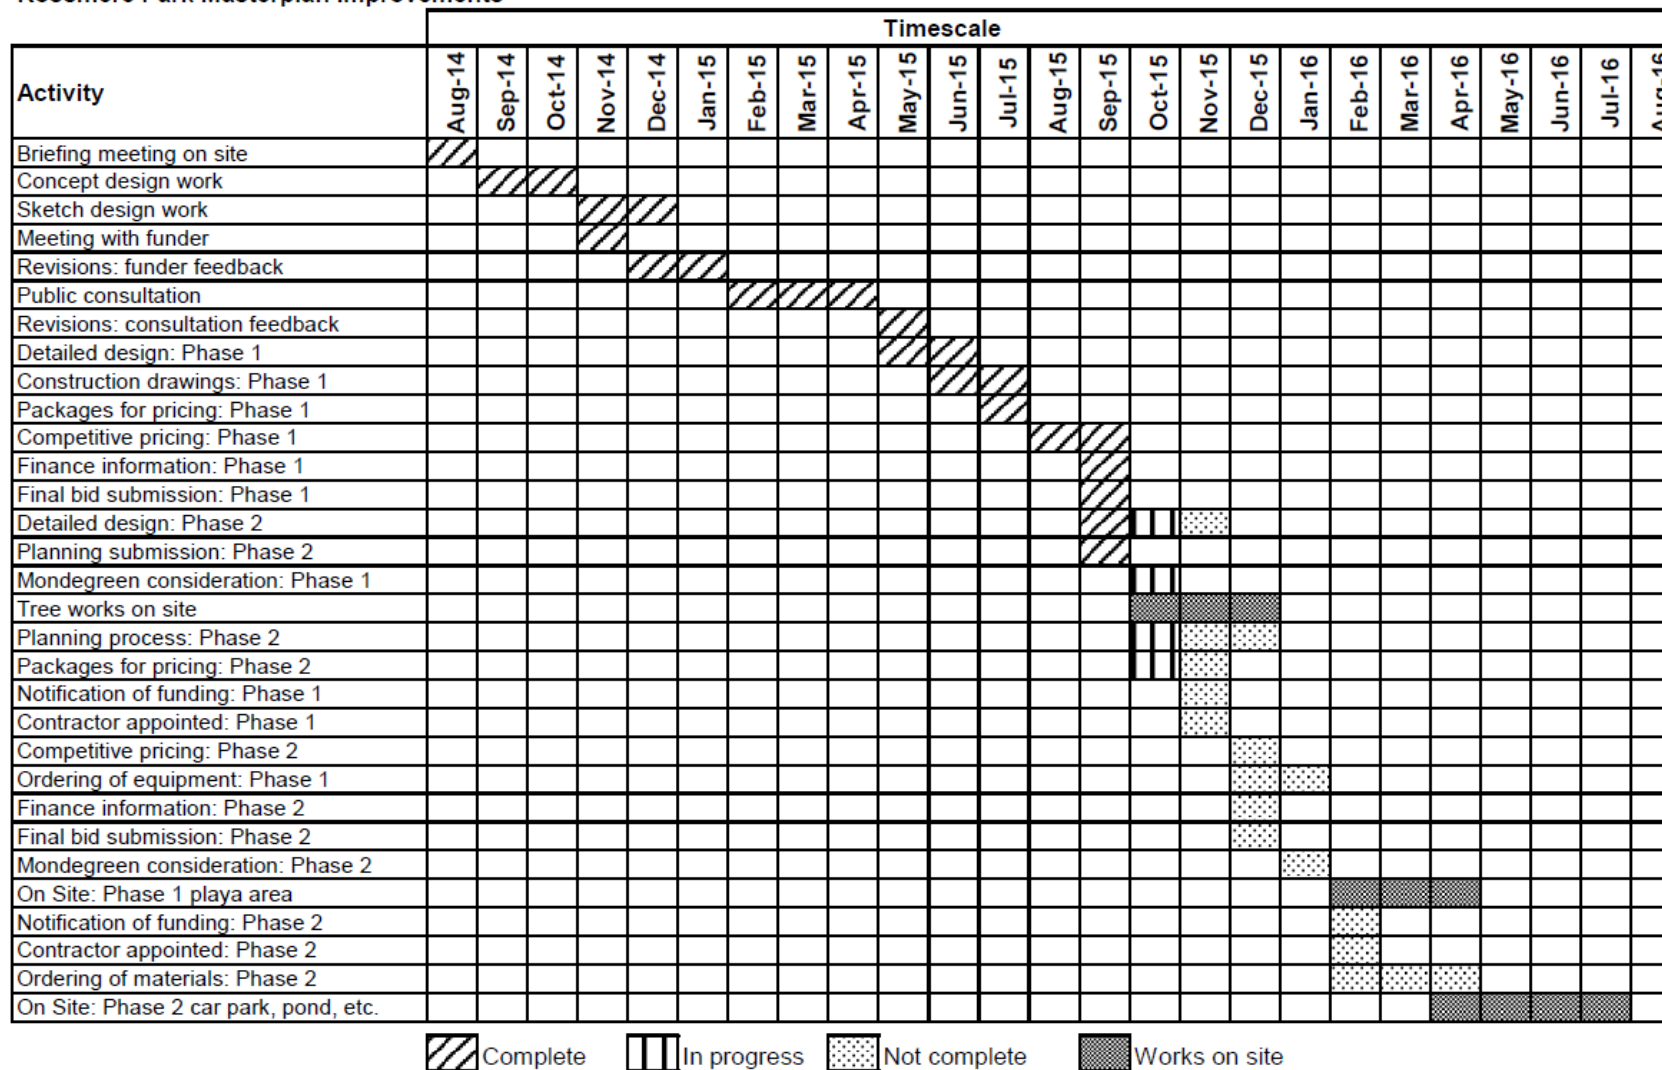 Rossmere Park Masterplan Improvements
Timescale
Activity Aug-14 Sep-14 Oct-14 Nov-14 Dec-14 Jan-15 Feb-15 Mar-15 Apr-15 May-15 Jun-15 Jul-15 Aug-15 Sep-15 Oct-15 Nov-15 Dec-15 Jan-16 Feb-16 Mar-16 Apr-16 May-16 Jun-16 Jul-16 Aug-16
Briefing meeting on site
Concept design work
Sketch design work
Meeting with funder
Revisions: funder feedback
Public consultation
Revisions: consultation feedback
Detailed design: Phase 1
Construction drawings: Phase 1
Packages for pricing: Phase 1
Competitive pricing: Phase 1
Finance information: Phase 1
Final bid submission: Phase 1
Detailed design: Phase 2
Planning submission: Phase 2
Mondegreen consideration: Phase 1
Tree works on site
Planning process: Phase 2
Packages for pricing: Phase 2
Notification of funding: Phase 1
Contractor appointed: Phase 1
Competitive pricing: Phase 2
Ordering of equipment: Phase 1
Finance information: Phase 2
Final bid submission: Phase 2
Mondegreen consideration: Phase 2
On Site: Phase 1 playa area
Notification of funding: Phase 2
Contractor appointed: Phase 2
Ordering of materials: Phase 2
On Site: Phase 2 car park, pond, etc.
Complete In progress Not complete Works on site